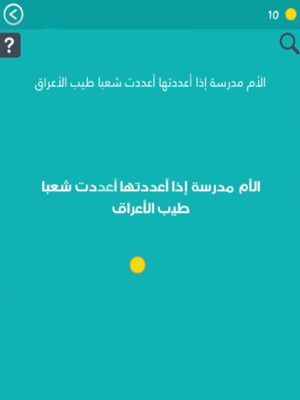 10
?
الأم مدرسة إذا أعددتها أعددت شعبا طيب الأعراق
الأم مدرسة إذا أعددتها أعددت شعبا
طيب الأعراق